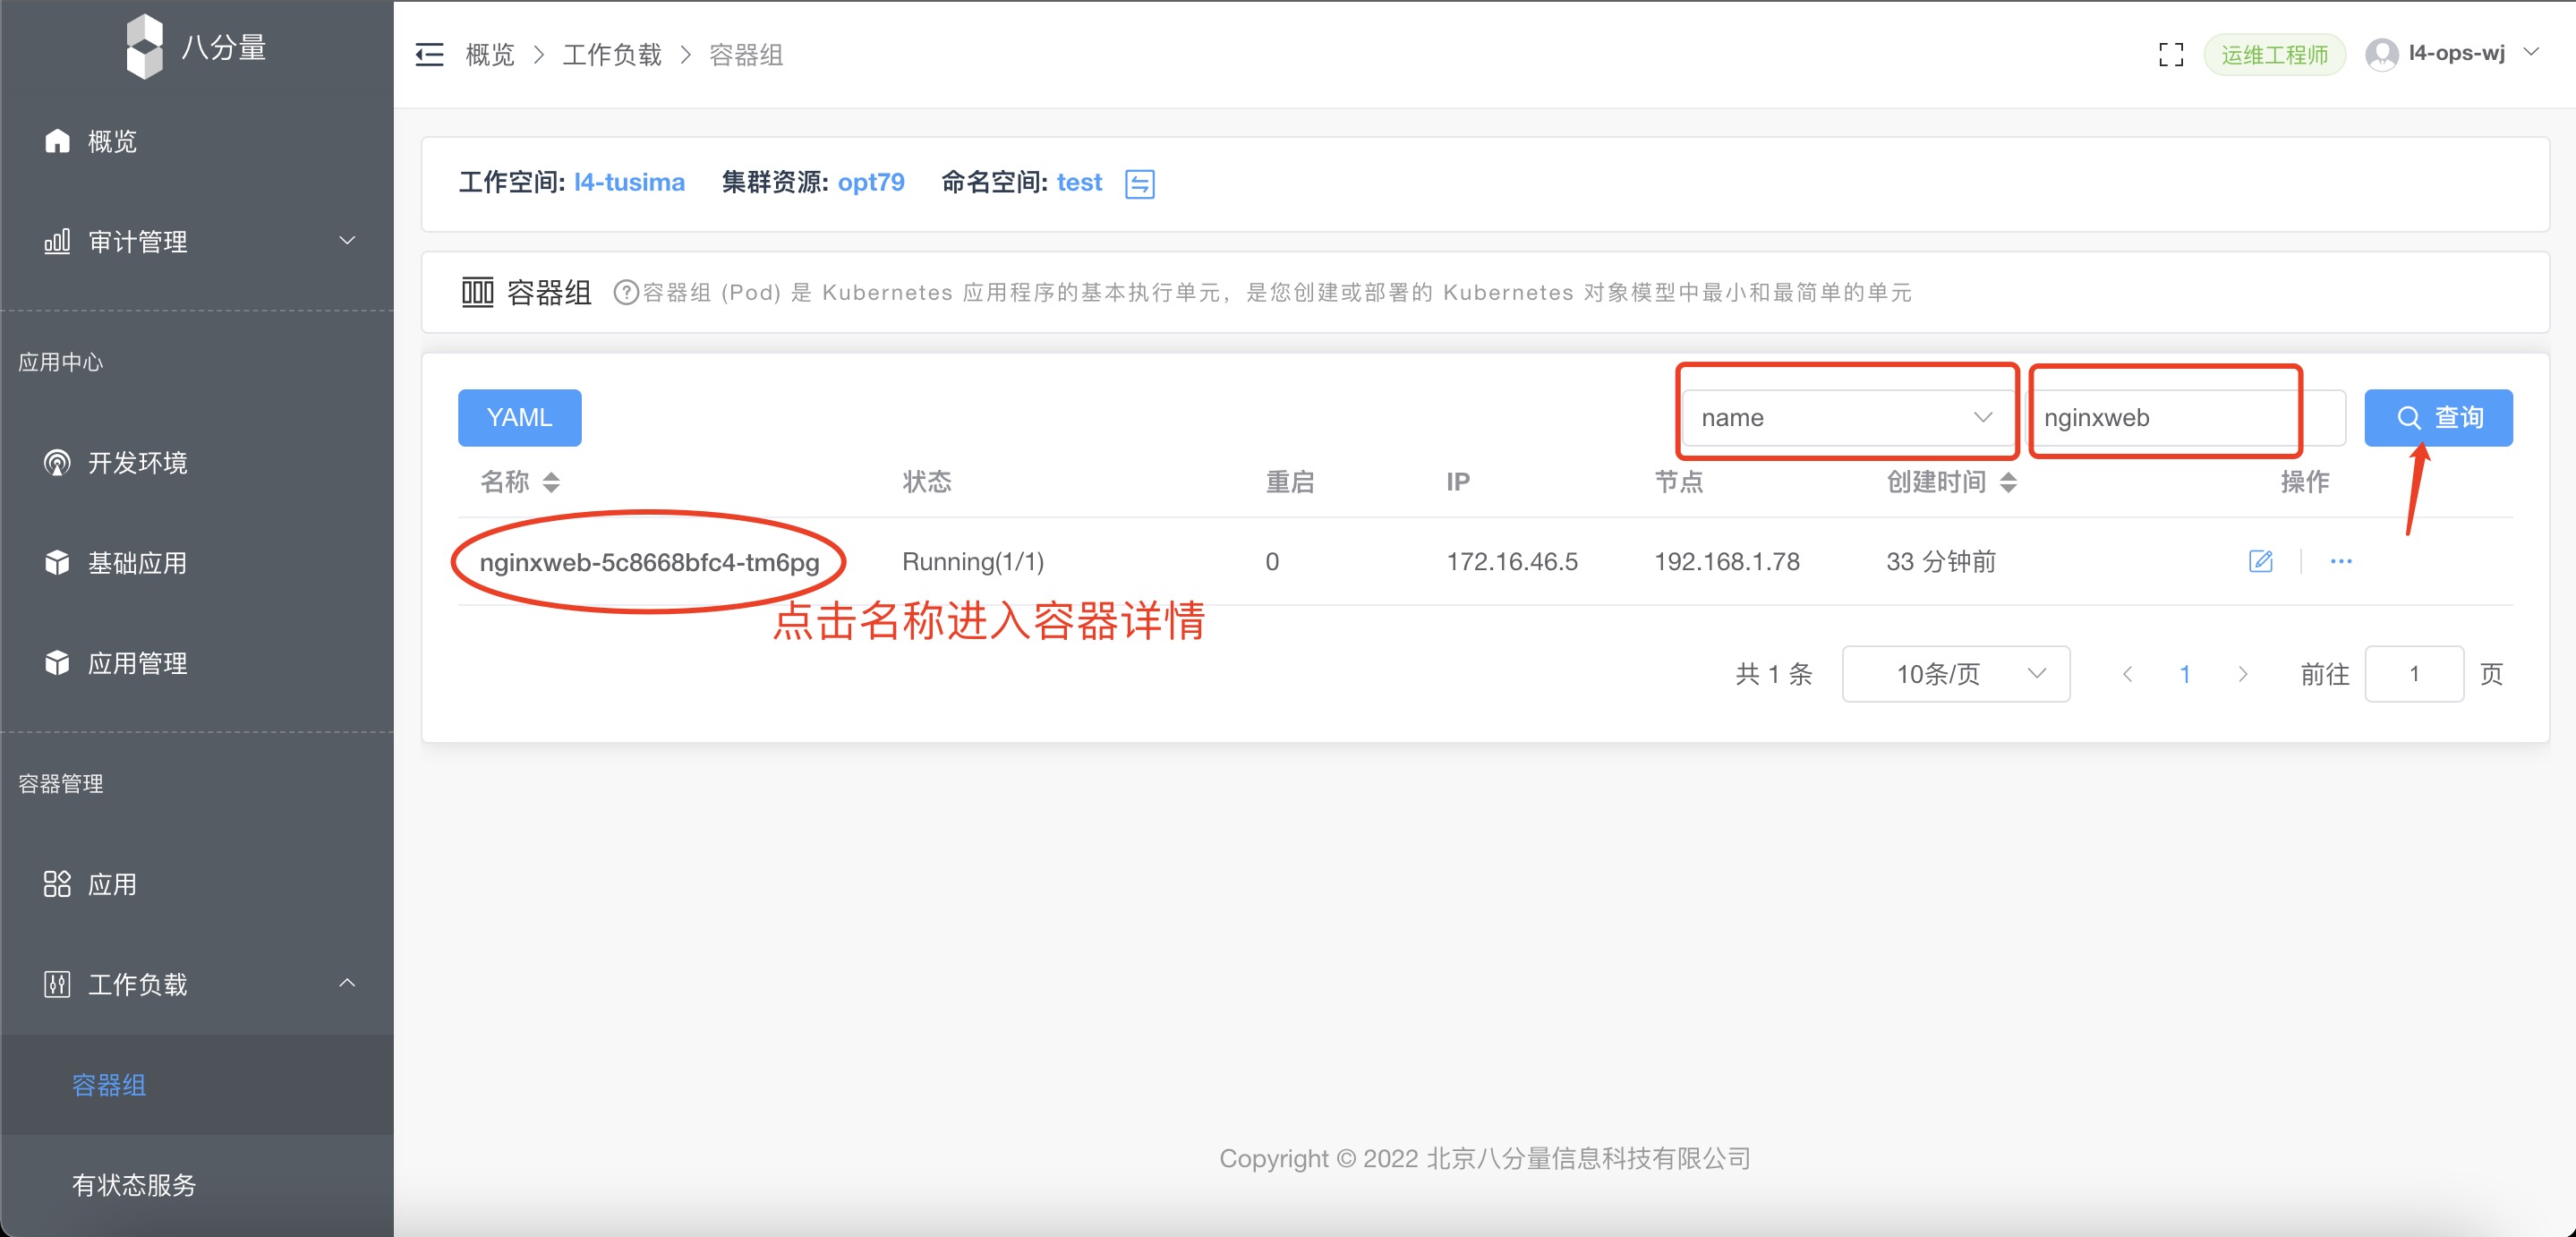 八分量
概览
审计管理
应用中心
开发环境
基础应用
应用管理
容器管理
应用
工作负载
容器组
有状态服务
概览 > 工作负载 > 容器组
运维工程师 l4-ops-wj
工作空间: l4-tusima 集群资源: opt79 命名空间: test
容器组 ?容器组 (Pod) 是 Kubernetes 应用程序的基本执行单元，是您创建或部署的 Kubernetes 对象模型中最小和最简单的单元
YAML name nginxweb 查询
名称 状态 重启 IP 节点 创建时间 操作
nginxweb-5c8668bfc4-tm6pg Running(1/1) 0 172.16.46.5 192.168.1.78 33 分钟前 ...
点击名称进入容器详情
共 1 条 10条/页 < 1 > 前往 1 页
Copyright © 2022 北京八分量信息科技有限公司